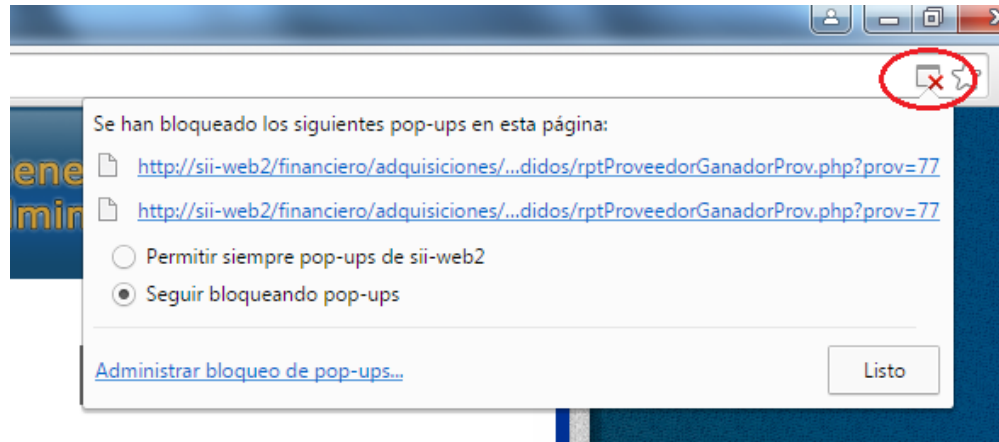 Se han bloqueado los siguientes pop-ups en esta página:
ene
http://sii-web2/financiero/adquisiciones/...didos/rptProveedorGanadorProv.php?prov=77
lmin
http://sii-web2/financiero/adquisiciones/...didos/rptProveedorGanadorProv.php?prov=77
Permitir siempre pop-ups de sii-web2
Seguir bloqueando pop-ups
Administrar bloqueo de pop-ups...
Listo